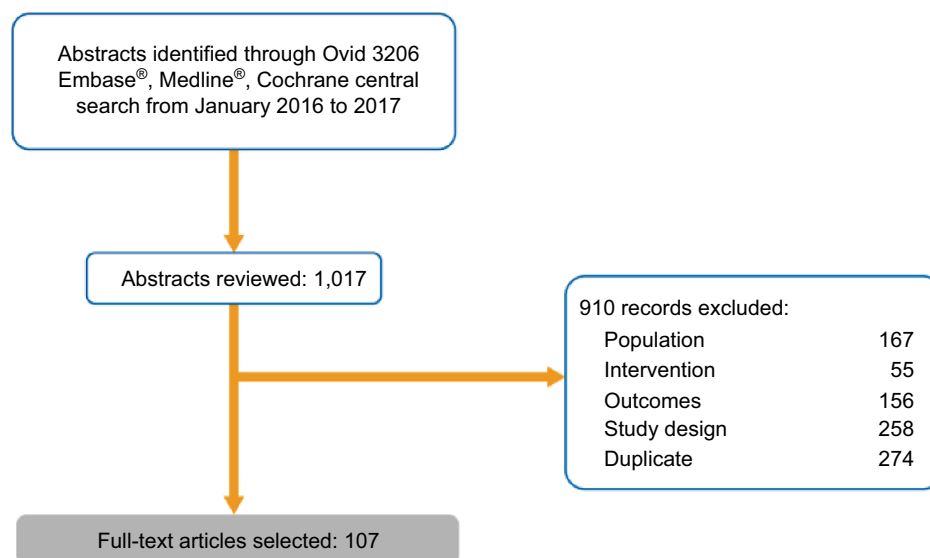 Abstracts identified through Ovid 3206
Embase®, Medline®, Cochrane central
search from January 2016 to 2017
Abstracts reviewed: 1,017
910 records excluded:
Population 167
Intervention 55
Outcomes 156
Study design 258
Duplicate 274
Full-text articles selected: 107